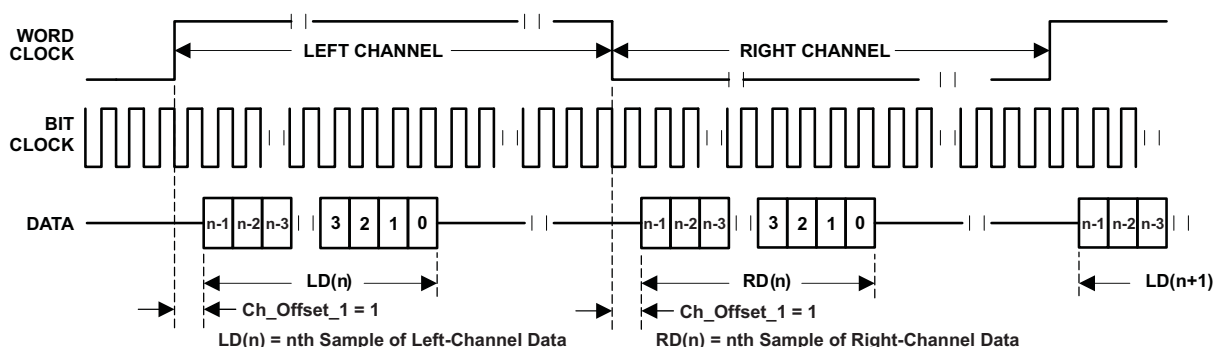 WORD
CLOCK
LEFT CHANNEL
RIGHT CHANNEL
BIT
CLOCK
DATA
n-1 n-2 n-3 3 2 1 0 n-1 n-2 n-3 3 2 1 0 n-1 n-2 n-3
LD(n) RD(n) LD(n+1)
Ch_Offset_1 = 1 Ch_Offset_1 = 1
LD(n) = nth Sample of Left-Channel Data RD(n) = nth Sample of Right-Channel Data